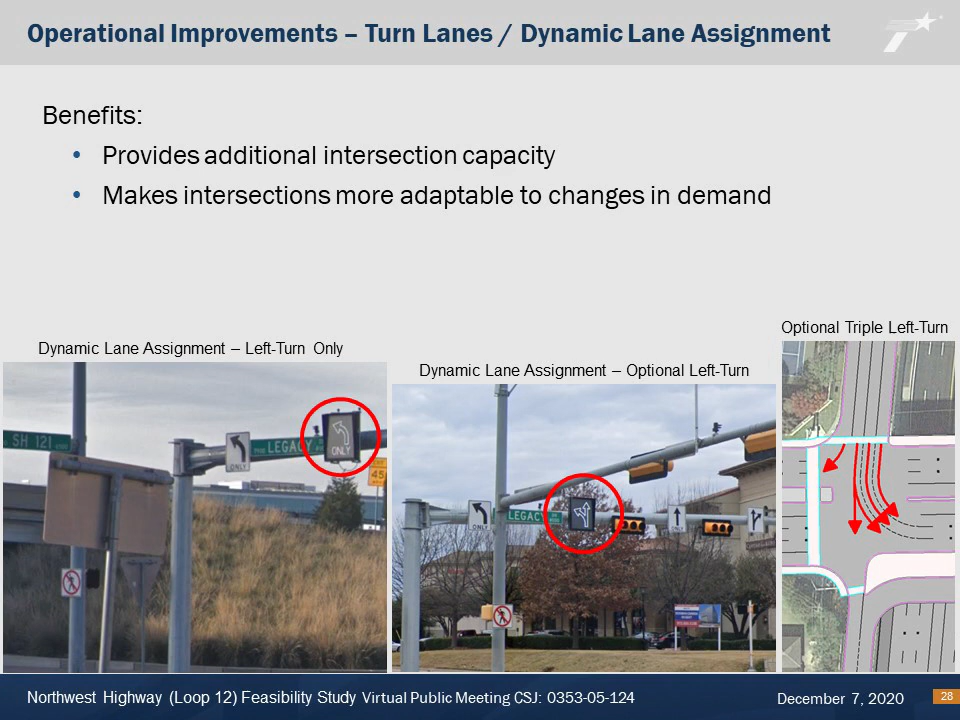 Operational Improvements – Turn Lanes / Dynamic Lane Assignment
Benefits:
• Provides additional intersection capacity
• Makes intersections more adaptable to changes in demand
Dynamic Lane Assignment – Left-Turn Only
Dynamic Lane Assignment – Optional Left-Turn
Optional Triple Left-Turn
SH 121
ONLY
LEGACY
ONLY
45
ONLY
LEGACY
Northwest Highway (Loop 12) Feasibility Study Virtual Public Meeting CSJ: 0353-05-124
December 7, 2020
28